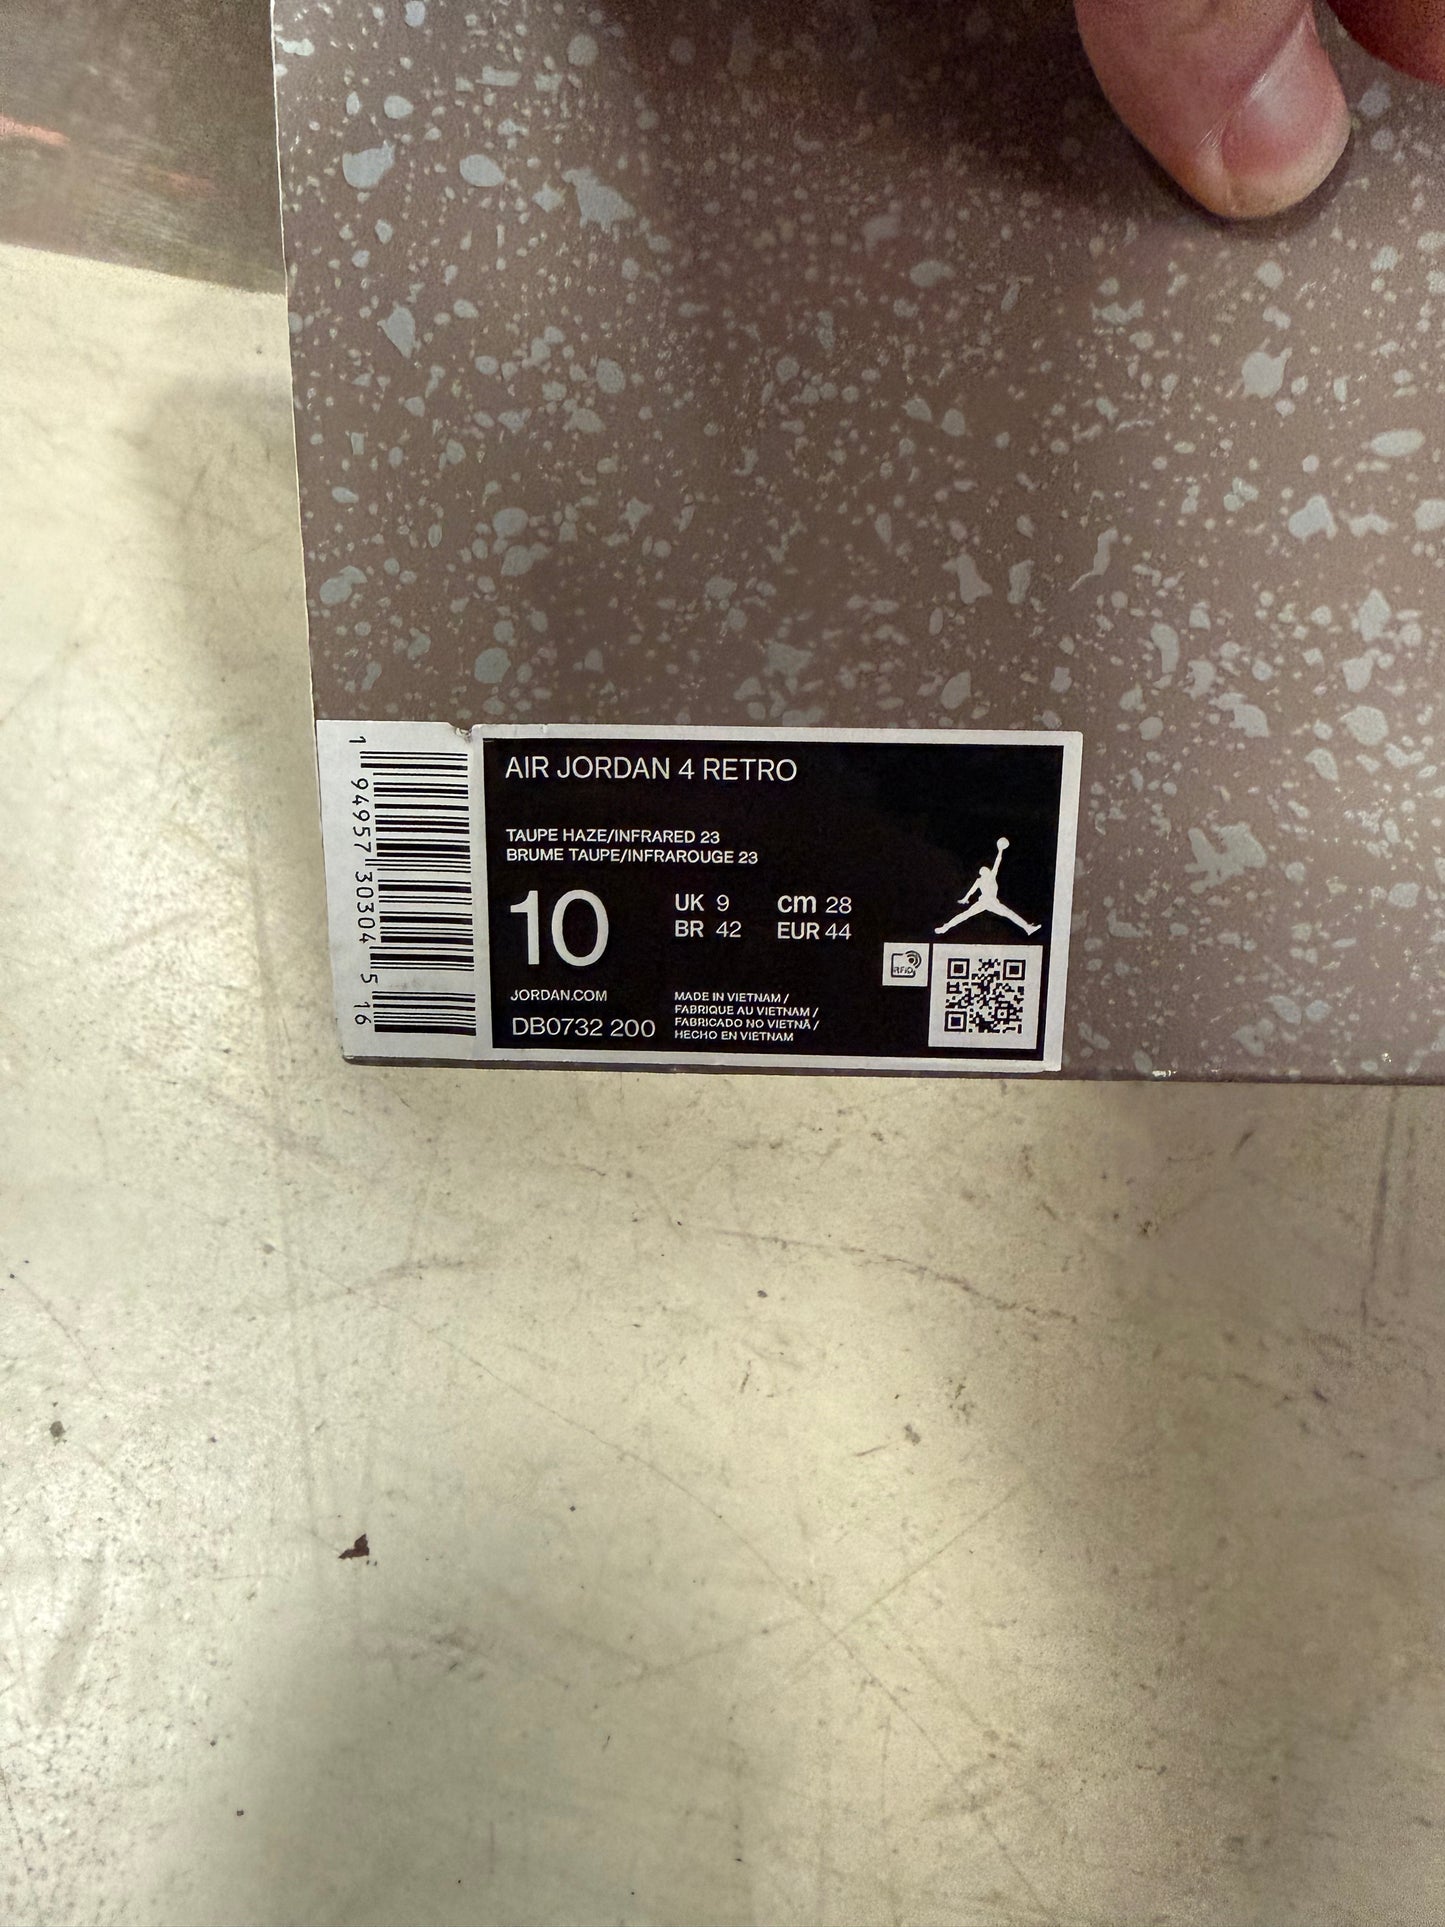 1 94957 30304 5 16
AIR JORDAN 4 RETRO
TAUPE HAZE/INFRARED 23
BRUME TAUPE/INFRAROUGE 23
10
UK 9 cm 28
BR 42 EUR 44
RFID
JORDAN.COM
DB0732 200
MADE IN VIETNAM /
FABRIQUE AU VIETNAM /
FABRICADO NO VIETNÃ /
HECHO EN VIETNAM